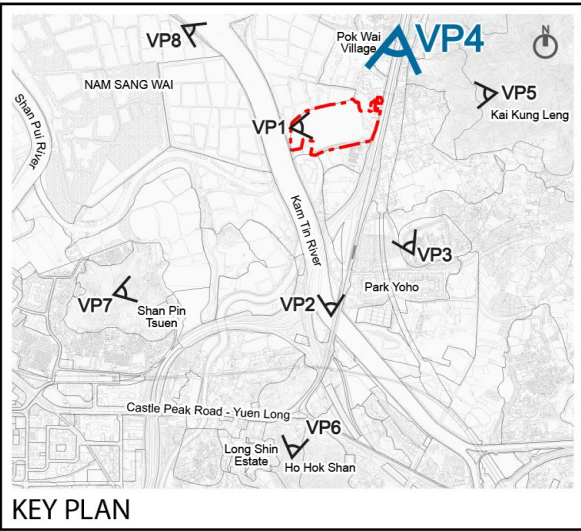 VP8
Pok Wai
Village
VP4
N
NAM SANG WAI
VP5
Kai Kung Leng
Shan Pui River
VP1
Kam Tin River
VP3
Park Yoho
VP2
VP7
Shan Pin
Tsuen
Castle Peak Road - Yuen Long
VP6
Long Shin
Estate
Ho Hok Shan
KEY PLAN